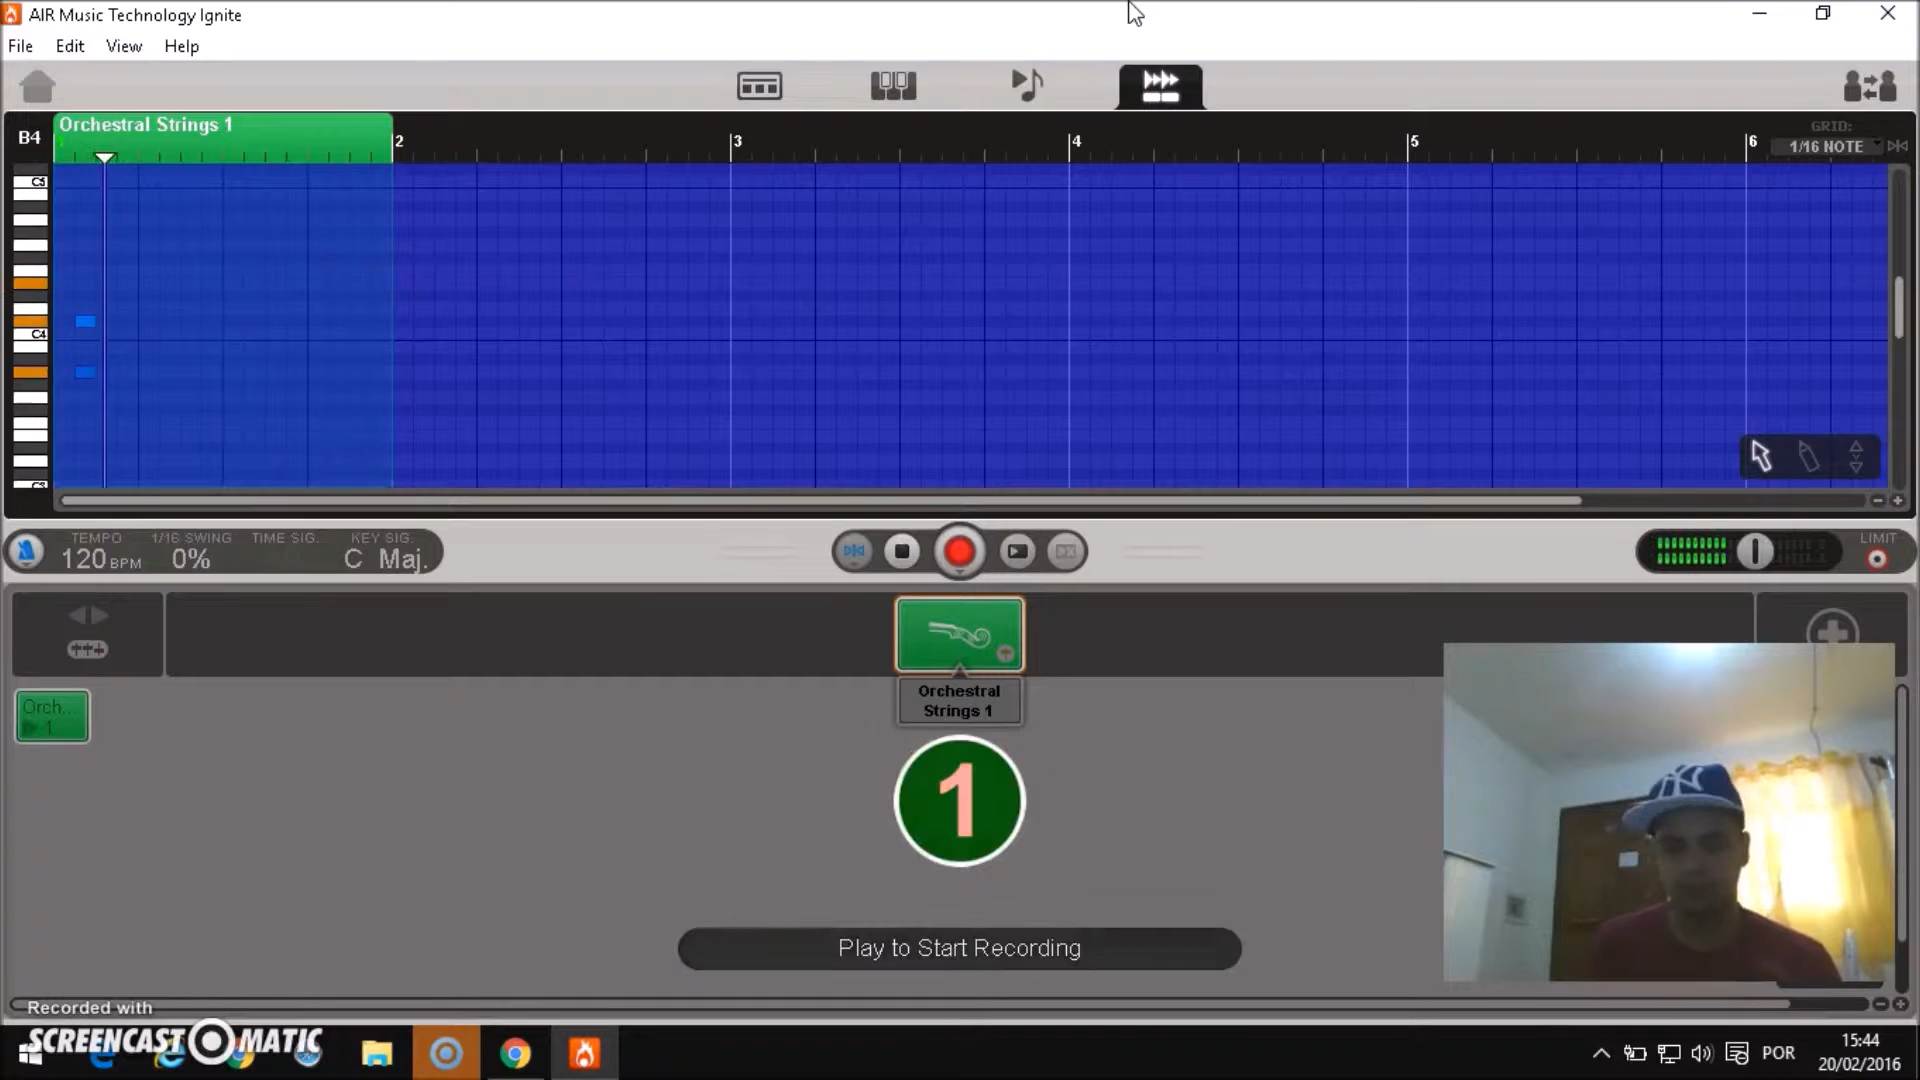 AIR Music Technology Ignite
File Edit View Help
B4
Orchestral Strings 1
2
3
4
5
6
GRID:
1/16 NOTE
C5
C4
C3
TEMPO
120 BPM
1/16 SWING
0%
TIME SIG.
KEY SIG.
C Maj.
LIMIT
Orchestral
Strings 1
Orch...
1
1
Play to Start Recording
Recorded with
SCREENCAST MATIC
POR
15:44
20/02/2016